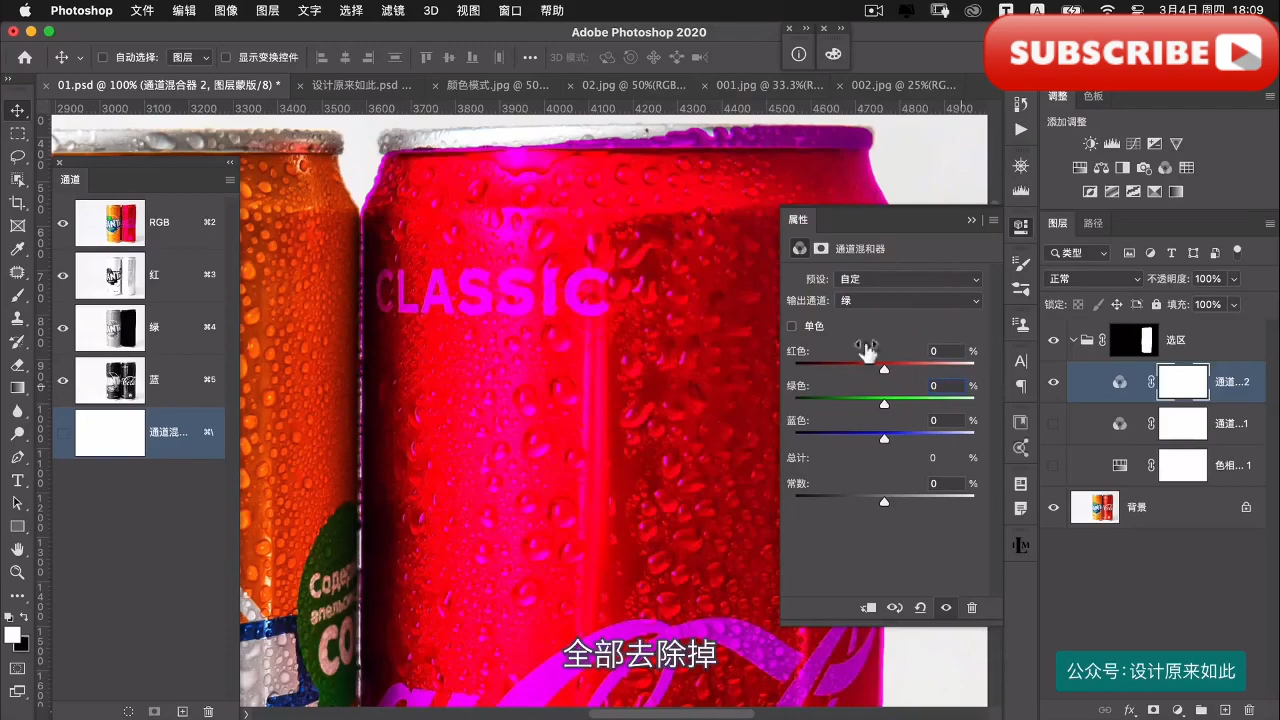 Photoshop 文件 编辑 图像 图层 文字 选择 滤镜 3D 视图 窗口 帮助 3月4日 周四 18:09
Adobe Photoshop 2020
SUBSCRIBE
自动选择: 图层 显示变换控件 3D 模式:
01.psd @ 100% (通道混合器 2, 图层蒙版/8) * 设计原来如此.psd ... 颜色模式.jpg @ 50... 02.jpg @ 50%(RGB... 001.jpg @ 33.3%(R... 002.jpg @ 25%(RG...
调整 色板
2900 3000 3100 3200 3300 3400 3500 3600 3700 3800 3900 4000 4100 4200 4300 4400 4500 4600 4700 4800 4900
添加调整
通道
RGB ⌘2
红 ⌘3
绿 ⌘4
蓝 ⌘5
通道混... ⌘\
CLASSIC
属性
通道混和器
预设: 自定
输出通道: 绿
单色
红色: 0 %
绿色: 0 %
蓝色: 0 %
总计: 0 %
常数: 0 %
图层 路径
类型
正常 不透明度: 100%
锁定: 填充: 100%
选区
通道...2
通道...1
色相... 1
背景
Содер
апельсин
СО
全部去除掉
公众号:设计原来如此